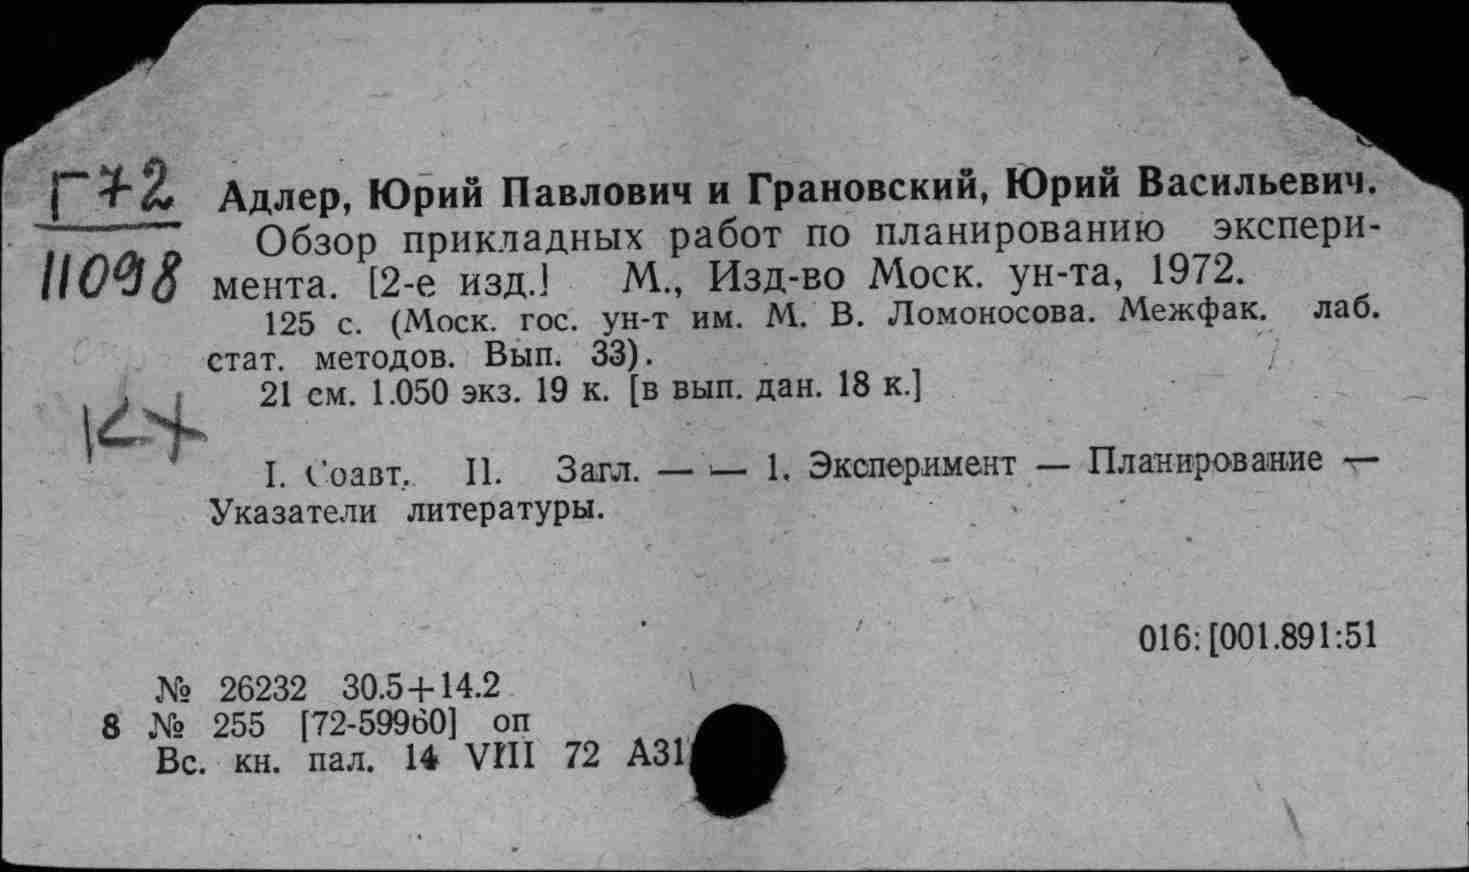 Г72
11098
Адлер, Юрий Павлович и Грановский, Юрий Васильевич.
Обзор прикладных работ по планированию экспери-
мента. [2-е изд.] М., Изд-во Моск. ун-та, 1972.
125 с. (Моск. гос. ун-т им. М. В. Ломоносова. Межфак. лаб.
стат. методов. Вып. 33).
21 см. 1.050 экз. 19 к. [в вып. дан. 18 к.]
I. Соавт. II. Загл. — — 1. Эксперимент — Планирование —
Указатели литературы.
016:[001.891:51
№ 26232 30.5+14.2
8 № 255 [72-59960] оп
Вс. кн. пал. 14 VIII 72 А31